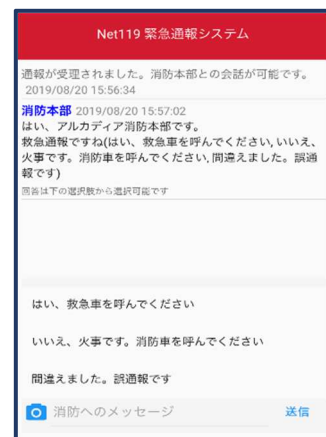 Net119 緊急通報システム
通報が受理されました。消防本部との会話が可能です。
2019/08/20 15:56:34
消防本部 2019/08/20 15:57:02
はい、アルカディア消防本部です。
救急通報ですね(はい、救急車を呼んでください, いいえ、
火事です。消防車を呼んでください, 間違えました。誤通
報です)
回答は下の選択肢から選択可能です
はい、救急車を呼んでください
いいえ、火事です。消防車を呼んでください
間違えました。誤通報です
消防へのメッセージ 送信